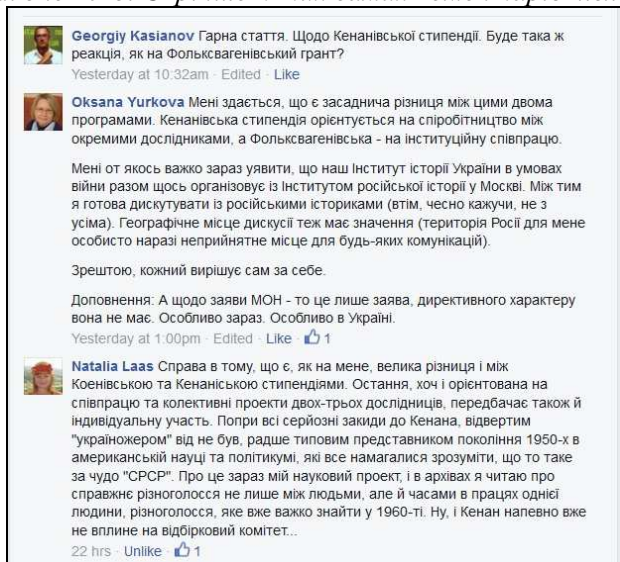 Georgiy Kasianov Гарна стаття. Щодо Кенанівської стипендії. Буде така ж
реакція, як на Фольксвагенівський грант?
Yesterday at 10:32am · Edited · Like
Oksana Yurkova Мені здається, що є засаднича різниця між цими двома
програмами. Кенанівська стипендія орієнтується на співробітництво між
окремими дослідниками, а Фольксвагенівська - на інституційну співпрацю.
Мені от якось важко зараз уявити, що наш Інститут історії України в умовах
війни разом щось організовує із Інститутом російської історії у Москві. Між тим
я готова дискутувати із російськими істориками (втім, чесно кажучи, не з
усіма). Географічне місце дискусії теж має значення (територія Росії для мене
особисто наразі неприйнятне місце для будь-яких комунікацій).
Зрештою, кожний вирішує сам за себе.
Доповнення: А щодо заяви МОН - то це лише заява, директивного характеру
вона не має. Особливо зараз. Особливо в Україні.
Yesterday at 1:00pm · Edited · Like · 1
Natalia Laas Справа в тому, що є, як на мене, велика різниця і між
Коенівською та Кенаніською стипендіями. Остання, хоч і орієнтована на
співпрацю та колективні проекти двох-трьох дослідників, передбачає також й
індивідуальну участь. Попри всі серйозні закиди до Кенана, відвертим
"україножером" від не був, радше типовим представником покоління 1950-х в
американській науці та політикумі, які все намагалися зрозуміти, що то таке
за чудо "СРСР". Про це зараз мій науковий проект, і в архівах я читаю про
справжнє різноголосся не лише між людьми, але й часами в працях однієї
людини, різноголосся, яке вже важко знайти у 1960-ті. Ну, і Кенан напевно вже
не вплине на відбірковий комітет...
22 hrs · Unlike · 1